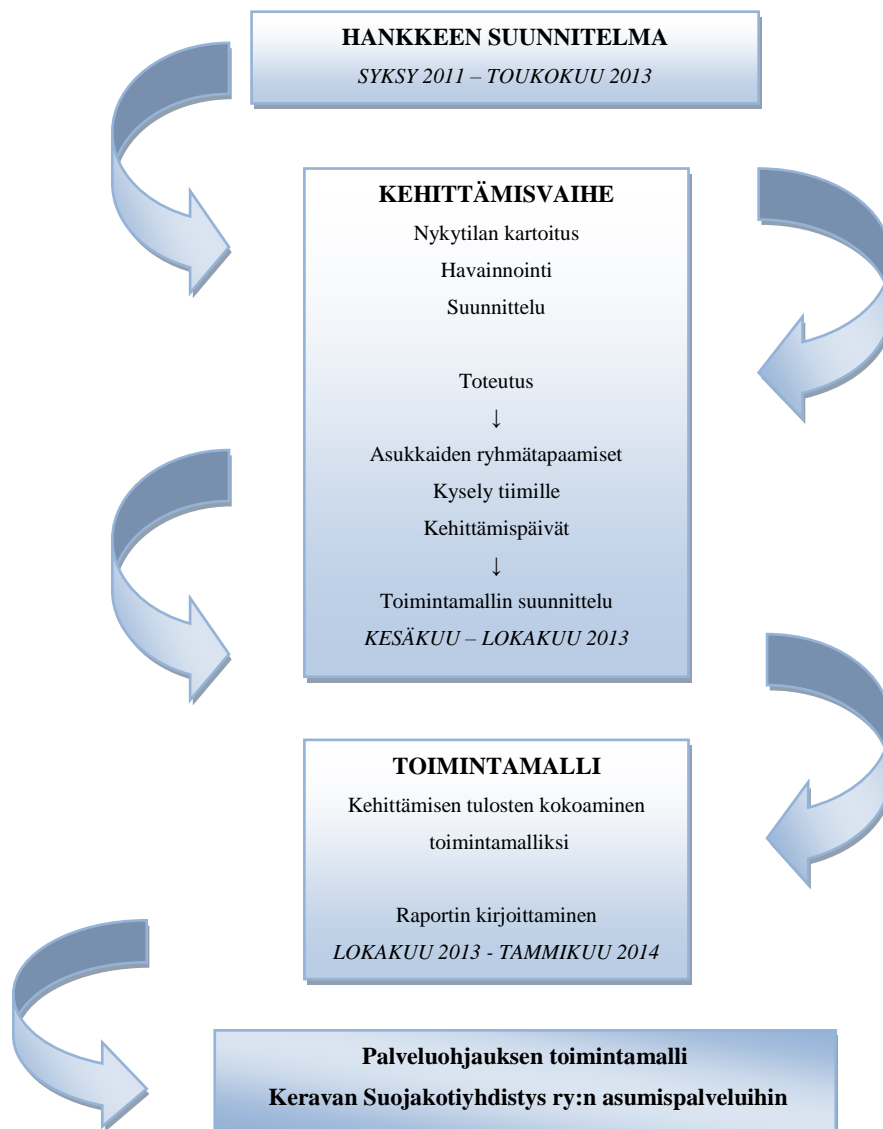 HANKKEEN SUUNNITELMA
SYKSY 2011 – TOUKOKUU 2013
KEHITTÄMISVAIHE
Nykytilan kartoitus
Havainnointi
Suunnittelu
Toteutus
↓
Asukkaiden ryhmätapaamiset
Kysely tiimille
Kehittämispäivät
↓
Toimintamallin suunnittelu
KESÄKUU – LOKAKUU 2013
TOIMINTAMALLI
Kehittämisen tulosten kokoaminen
toimintamalliksi
Raportin kirjoittaminen
LOKAKUU 2013 - TAMMIKUU 2014
Palveluohjauksen toimintamalli
Keravan Suojakotiyhdistys ry:n asumispalveluihin